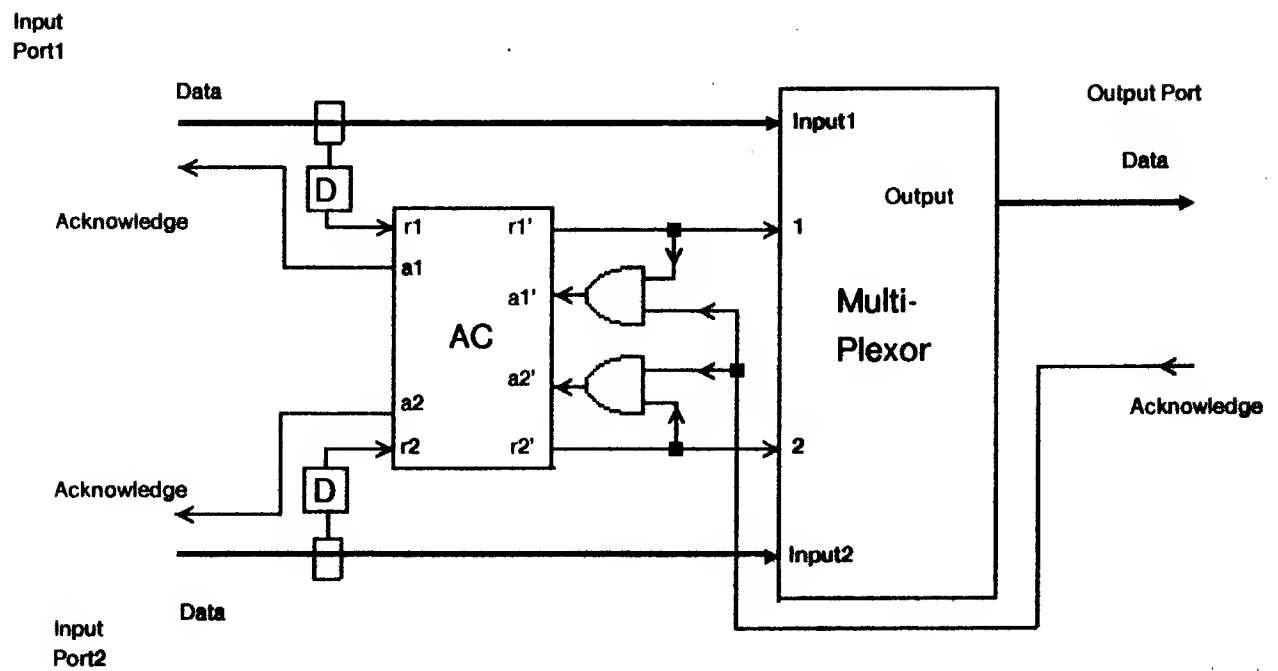 Input
Port1
Data
Output Port
Input1
Data
D
Output
Acknowledge
r1
r1'
1
a1
a1'
Multi-
Plexor
AC
a2'
a2
Acknowledge
r2
r2'
2
D
Acknowledge
Input2
Data
Input
Port2